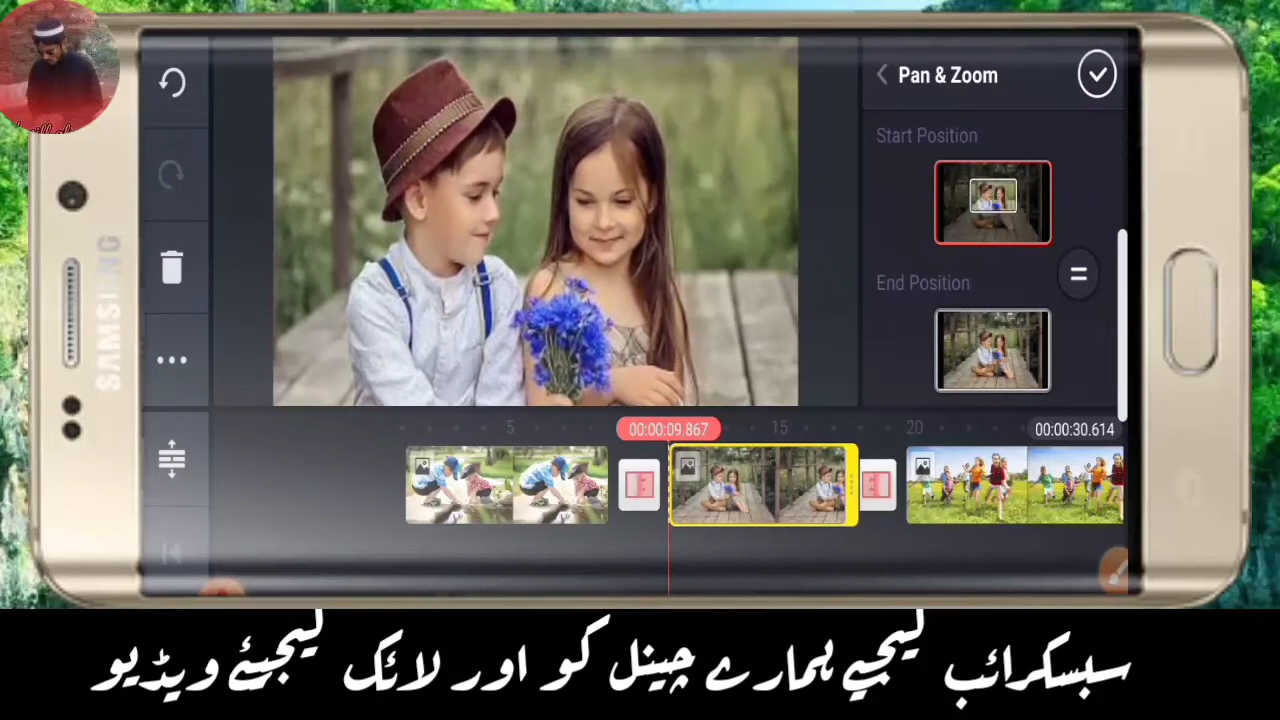 Pan & Zoom
Start Position
End Position
SAMSUNG
5
00:00:09.867
15
20
00:00:30.614
سبسکرائب کیجیے ہمارے چینل کو اور لائک کیجیئے ویڈیو